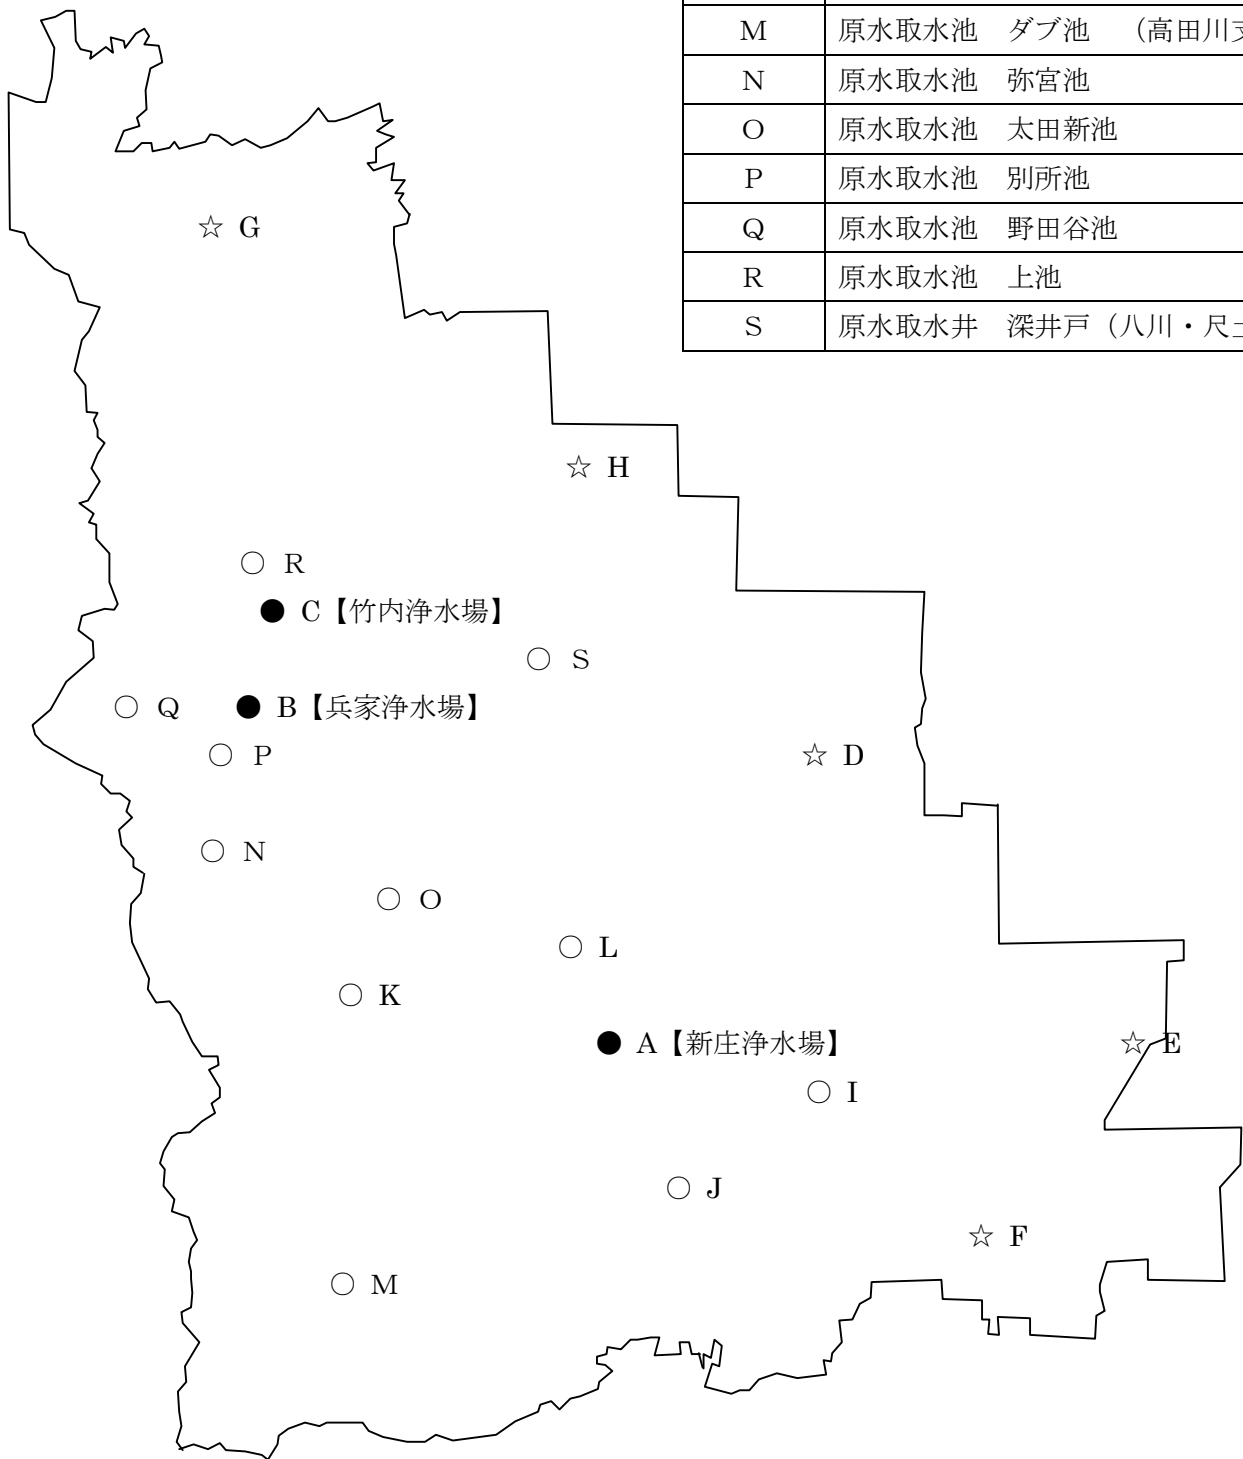 M 原水取水池 ダブ池 （高田川支
N 原水取水池 弥宮池
O 原水取水池 太田新池
P 原水取水池 別所池
Q 原水取水池 野田谷池
R 原水取水池 上池
S 原水取水井 深井戸（八川・尺土
☆ G
☆ H
○ R
● C【竹内浄水場】
○ S
○ Q
● B【兵家浄水場】
○ P
☆ D
○ N
○ O
○ L
○ K
● A【新庄浄水場】
☆ E
○ I
○ J
☆ F
○ M